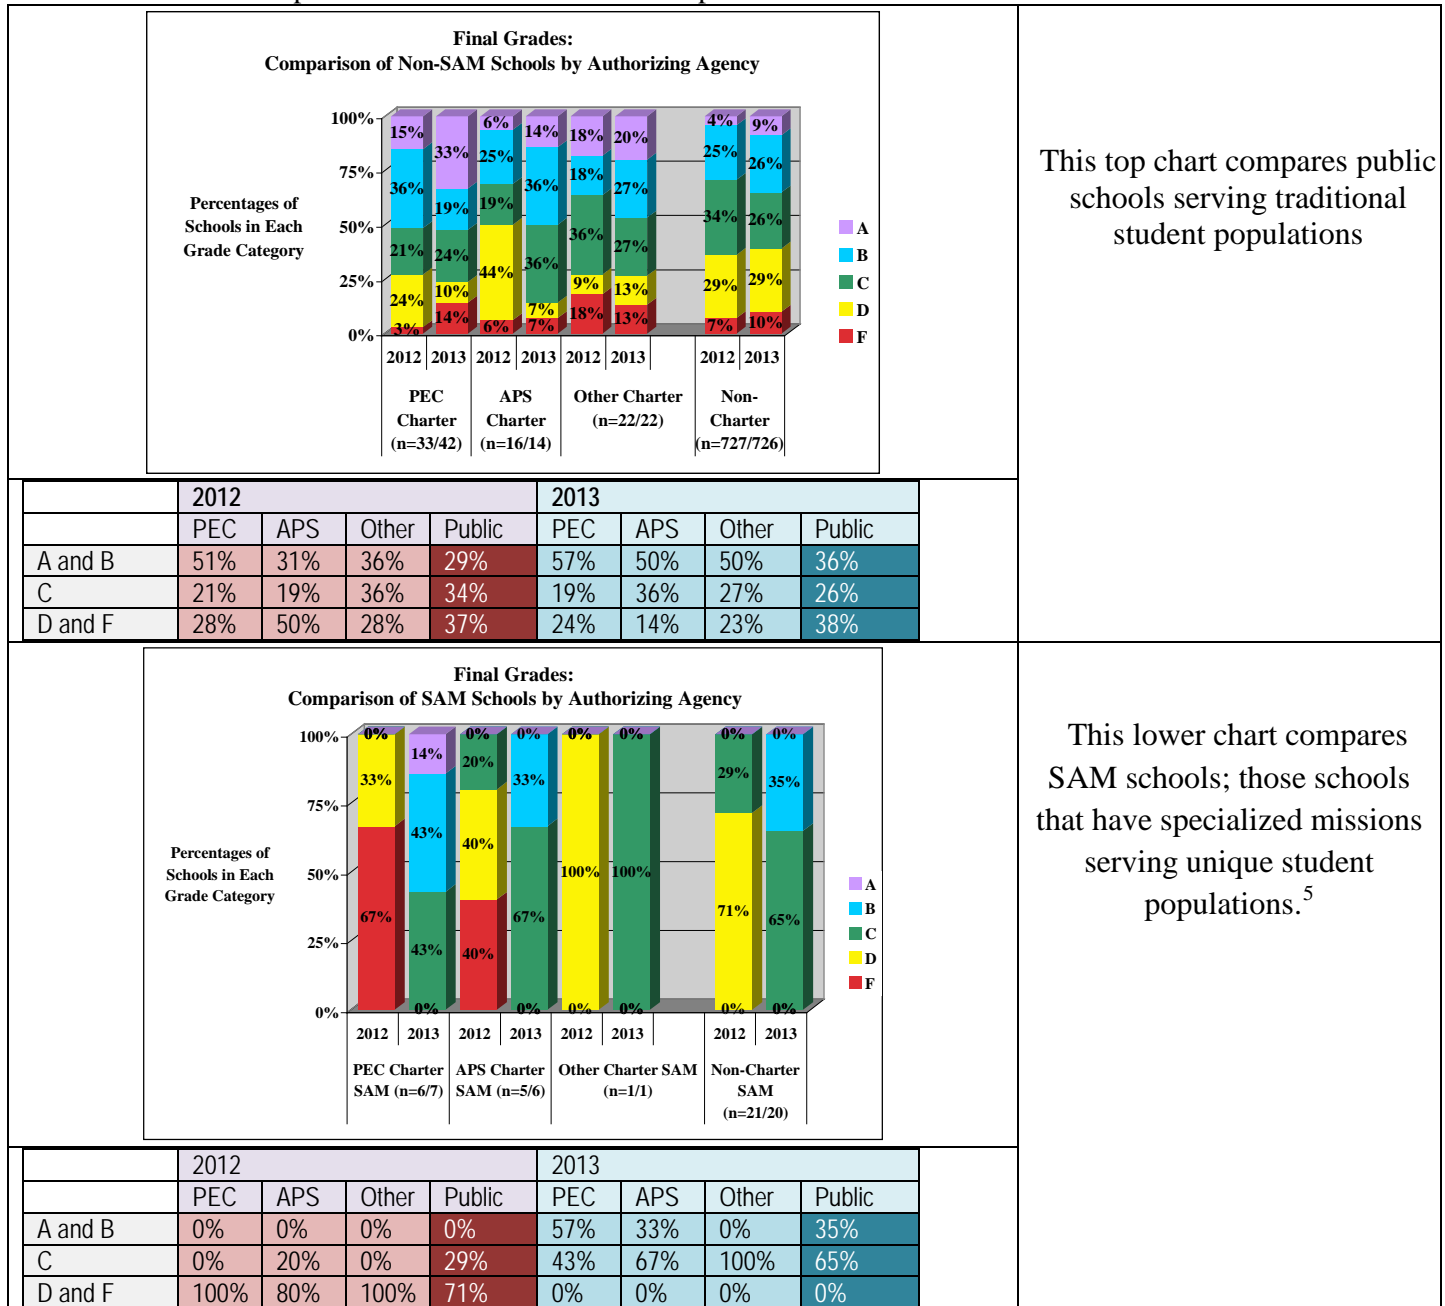 Final Grades:
Comparison of Non-SAM Schools by Authorizing Agency
Percentages of
Schools in Each
Grade Category
100%
75%
50%
25%
0%
15% 33% 6% 14% 18% 20% 4% 9%
36% 19% 25% 36% 18% 27% 25% 26%
21% 24% 19% 36% 36% 27% 34% 26%
24% 10% 44% 7% 9% 13% 29% 29%
3% 14% 6% 7% 18% 13% 7% 10%
A
B
C
D
F
2012 2013 2012 2013 2012 2013 2012 2013
PEC APS Other Charter Non-
Charter Charter (n=22/22) Charter
(n=33/42) (n=16/14) (n=727/726)
This top chart compares public
schools serving traditional
student populations
2012 2013
PEC APS Other Public PEC APS Other Public
A and B 51% 31% 36% 29% 57% 50% 50% 36%
C 21% 19% 36% 34% 19% 36% 27% 26%
D and F 28% 50% 28% 37% 24% 14% 23% 38%
Final Grades:
Comparison of SAM Schools by Authorizing Agency
Percentages of
Schools in Each
Grade Category
100%
75%
50%
25%
0%
0% 14% 0% 0% 0% 0% 0% 0%
33% 43% 20% 33% 29% 35%
67% 43% 40% 67% 100% 100% 71% 65%
40%
0% 0% 0% 0% 0% 0%
A
B
C
D
F
2012 2013 2012 2013 2012 2013 2012 2013
PEC Charter APS Charter Other Charter SAM Non-Charter
SAM (n=6/7) SAM (n=5/6) (n=1/1) SAM
(n=21/20)
This lower chart compares
SAM schools; those schools
that have specialized missions
serving unique student
populations.5
2012 2013
PEC APS Other Public PEC APS Other Public
A and B 0% 0% 0% 0% 57% 33% 0% 35%
C 0% 20% 0% 29% 43% 67% 100% 65%
D and F 100% 80% 100% 71% 0% 0% 0% 0%